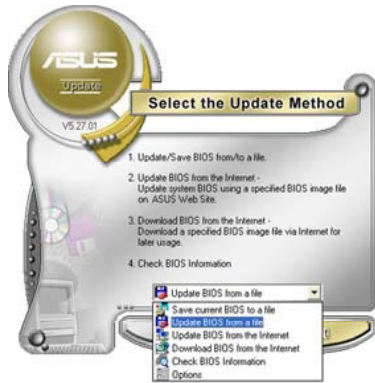 ASUS
Update
V5.27.01
Select the Update Method
1. Update/Save BIOS from/to a file.
2. Update BIOS from the Internet -
Update system BIOS using a specified BIOS image file
on ASUS Web Site.
3. Download BIOS from the Internet -
Download a specified BIOS image file via Internet for
later usage.
4. Check BIOS Information
Update BIOS from a file
Save current BIOS to a file
Update BIOS from a file
Update BIOS from the Internet
Download BIOS from the Internet
Check BIOS Information
Options